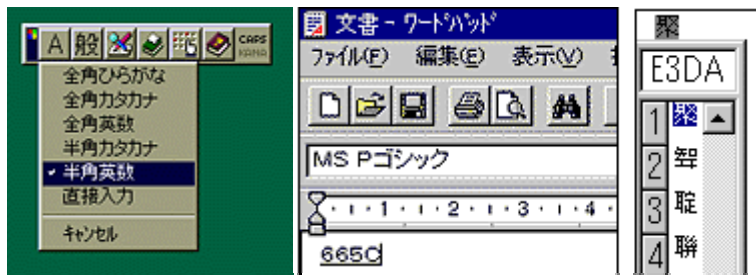 A 般 CAPS KANA
全角ひらがな
全角カタカナ
全角英数
半角カタカナ
半角英数
直接入力
ｷｬﾝｾﾙ
文書 - ﾜｰﾄﾞﾊﾟｯﾄﾞ
ﾌｧｲﾙ(F) 編集(E) 表示(V)
MS Pゴシック
1 2 3 4
665C
聚
E3DA
1 聚
2 聟
3 聢
4 聨